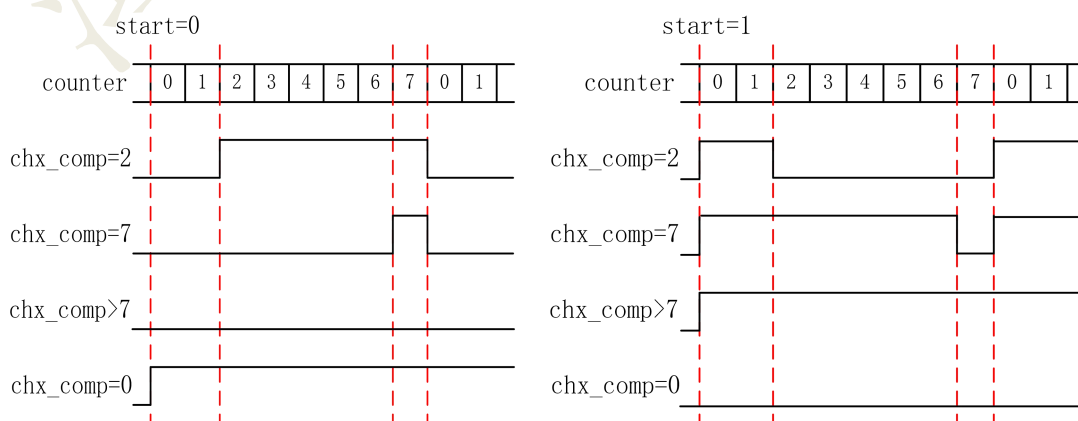 start=0
counter 0 1 2 3 4 5 6 7 0 1
chx_comp=2
chx_comp=7
chx_comp>7
chx_comp=0
start=1
counter 0 1 2 3 4 5 6 7 0 1
chx_comp=2
chx_comp=7
chx_comp>7
chx_comp=0